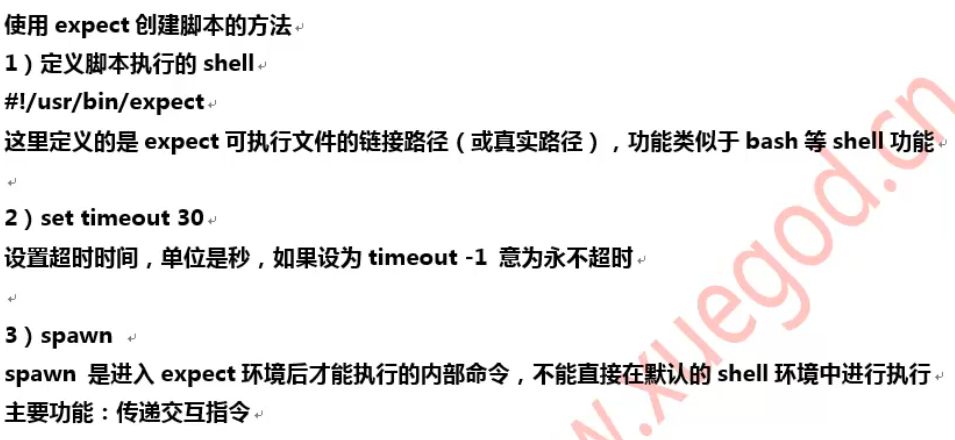 使用 expect 创建脚本的方法
1）定义脚本执行的 shell
#!/usr/bin/expect
这里定义的是 expect 可执行文件的链接路径（或真实路径），功能类似于 bash 等 shell 功能
2）set timeout 30
设置超时时间，单位是秒，如果设为 timeout -1 意为永不超时
3）spawn
spawn 是进入 expect 环境后才能执行的内部命令，不能直接在默认的 shell 环境中进行执行
主要功能：传递交互指令
w.xuegod.cn